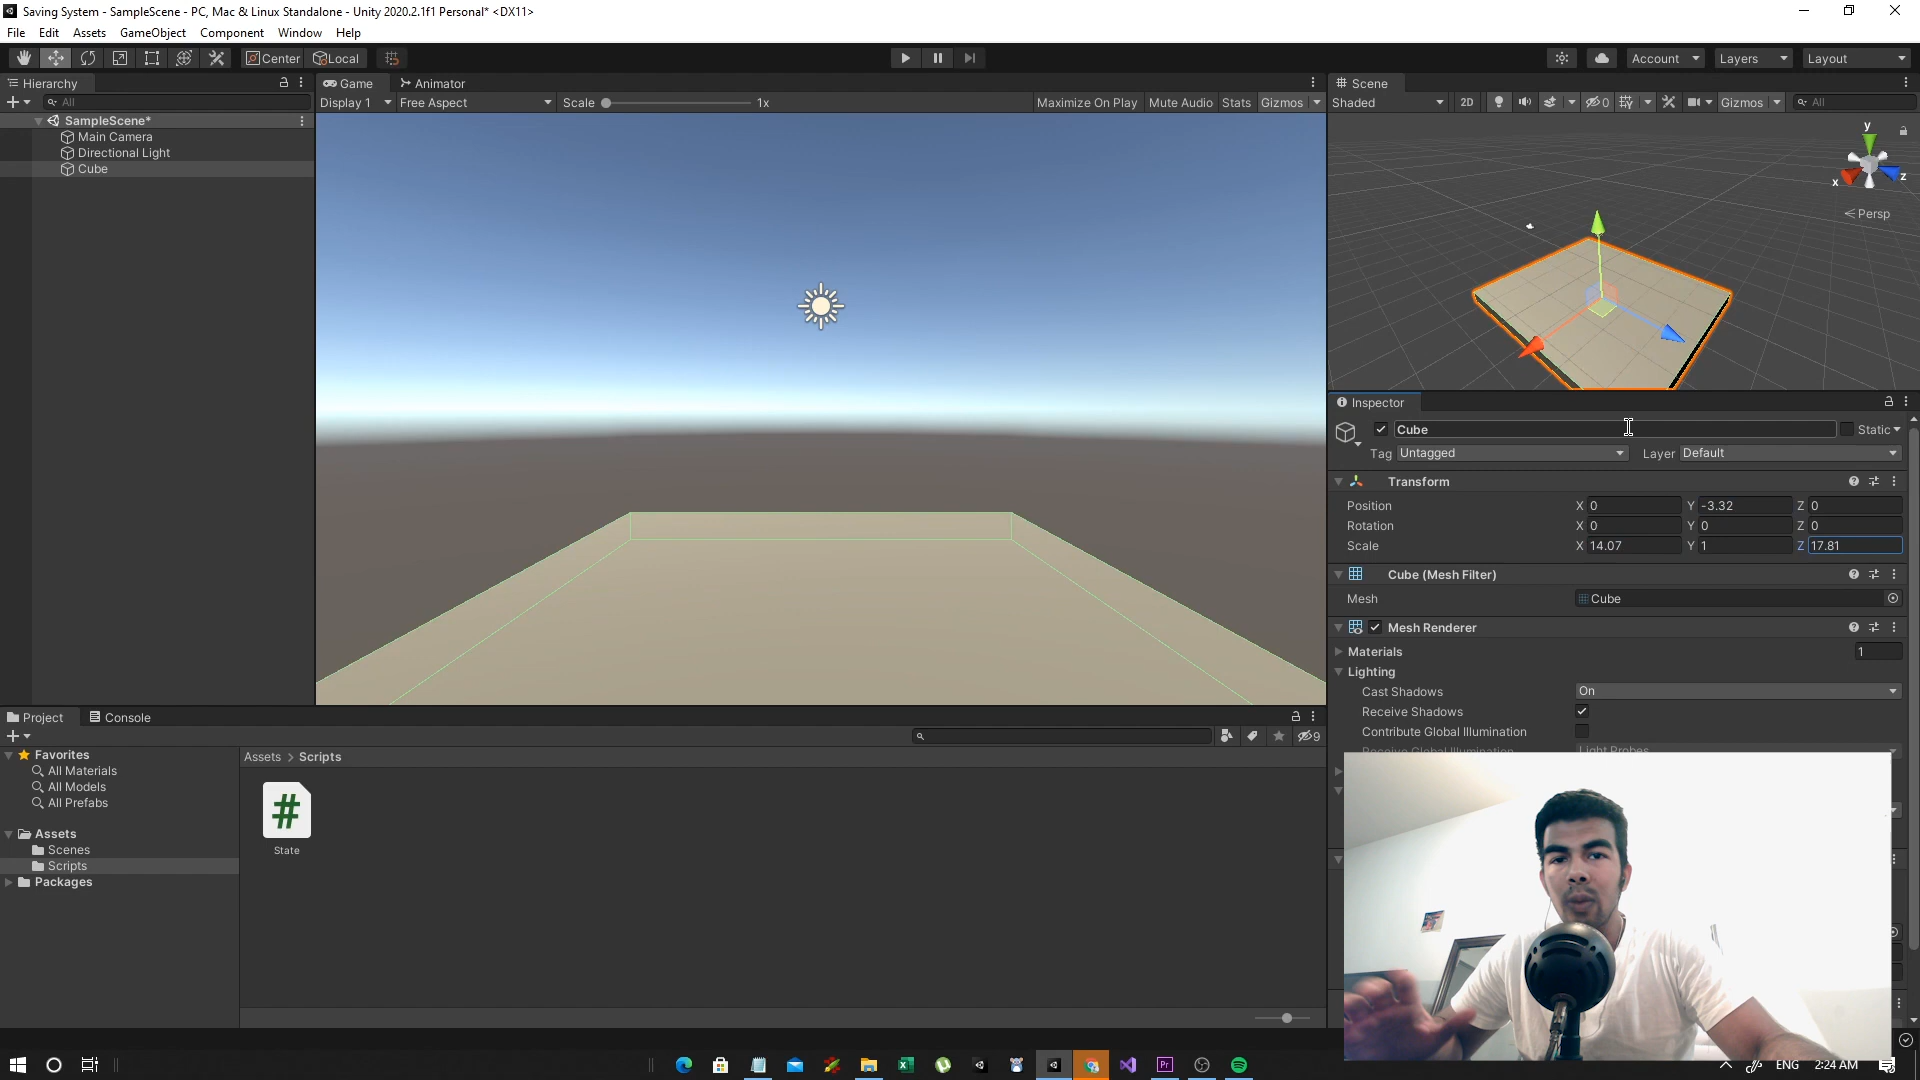 Saving System - SampleScene - PC, Mac & Linux Standalone - Unity 2020.2.1f1 Personal* <DX11>
File Edit Assets GameObject Component Window Help
Center Local
Account Layers Layout
Hierarchy
All
SampleScene*
Main Camera
Directional Light
Cube
Game Animator
Display 1 Free Aspect Scale 1x Maximize On Play Mute Audio Stats Gizmos
Scene
Shaded 2D 0 Gizmos All
y
x z
Persp
Inspector
Cube Static
Tag Untagged Layer Default
Transform
Position X 0 Y -3.32 Z 0
Rotation X 0 Y 0 Z 0
Scale X 14.07 Y 1 Z 17.81
Cube (Mesh Filter)
Mesh Cube
Mesh Renderer
Materials 1
Lighting
Cast Shadows On
Receive Shadows
Contribute Global Illumination
Receive Global Illumination Light Probes
Project Console
9
Favorites
All Materials
All Models
All Prefabs
Assets
Scenes
Scripts
Packages
Assets > Scripts
#
State
Pr
ENG 2:24 AM